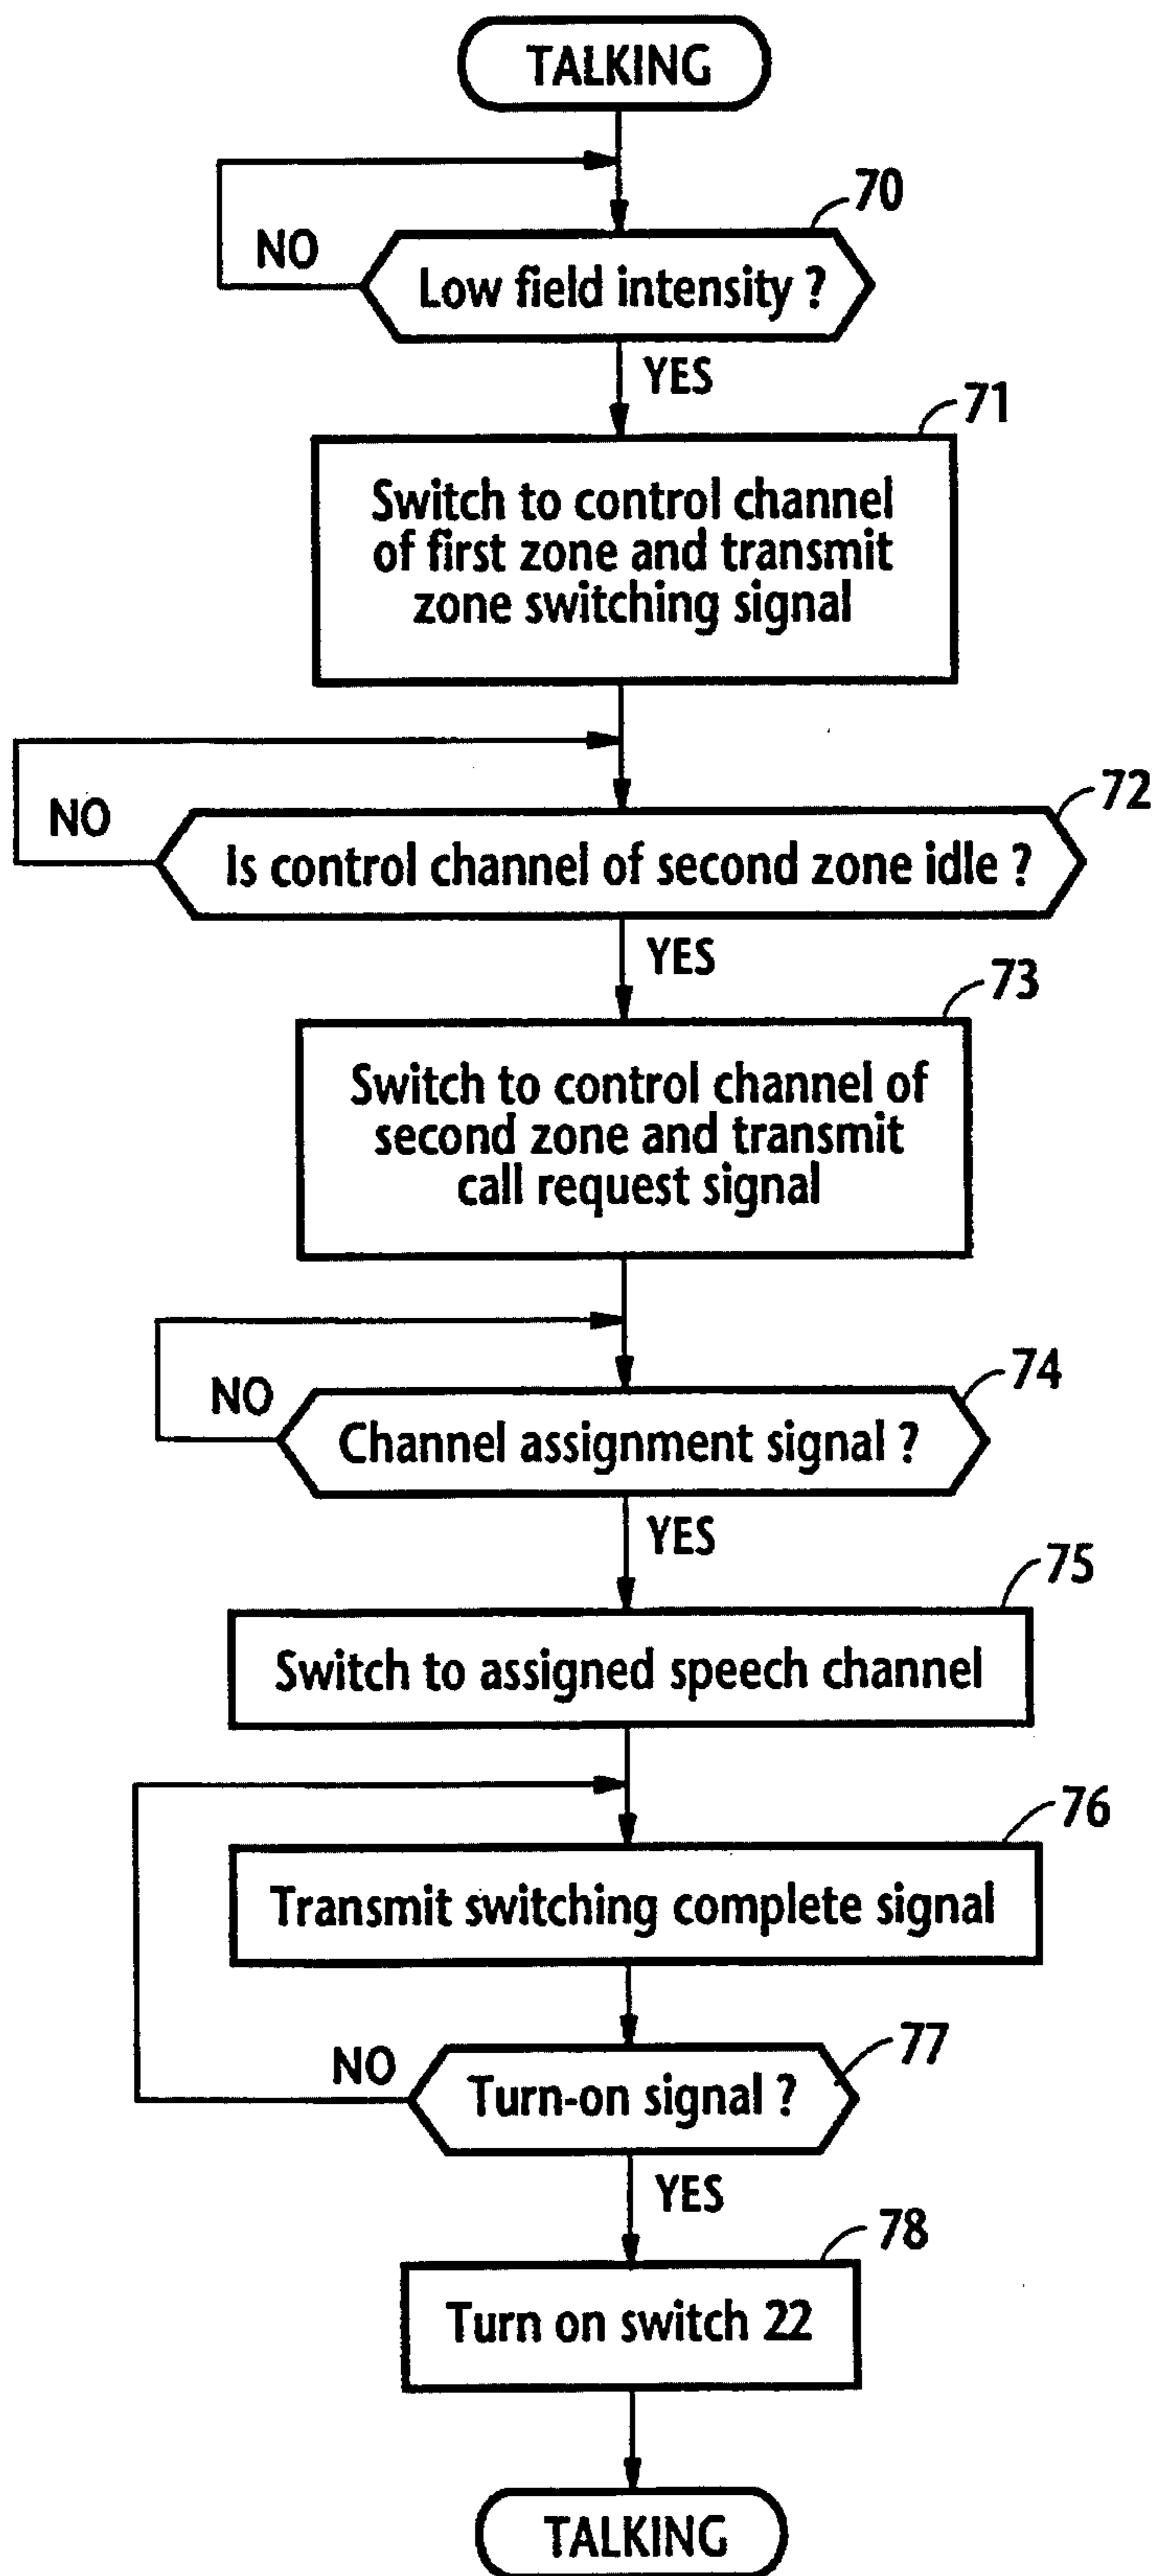 TALKING
70
NO
Low field intensity ?
YES
71
Switch to control channel
of first zone and transmit
zone switching signal
72
NO
Is control channel of second zone idle ?
YES
73
Switch to control channel of
second zone and transmit
call request signal
74
NO
Channel assignment signal ?
YES
75
Switch to assigned speech channel
76
Transmit switching complete signal
77
NO
Turn-on signal ?
YES
78
Turn on switch 22
TALKING